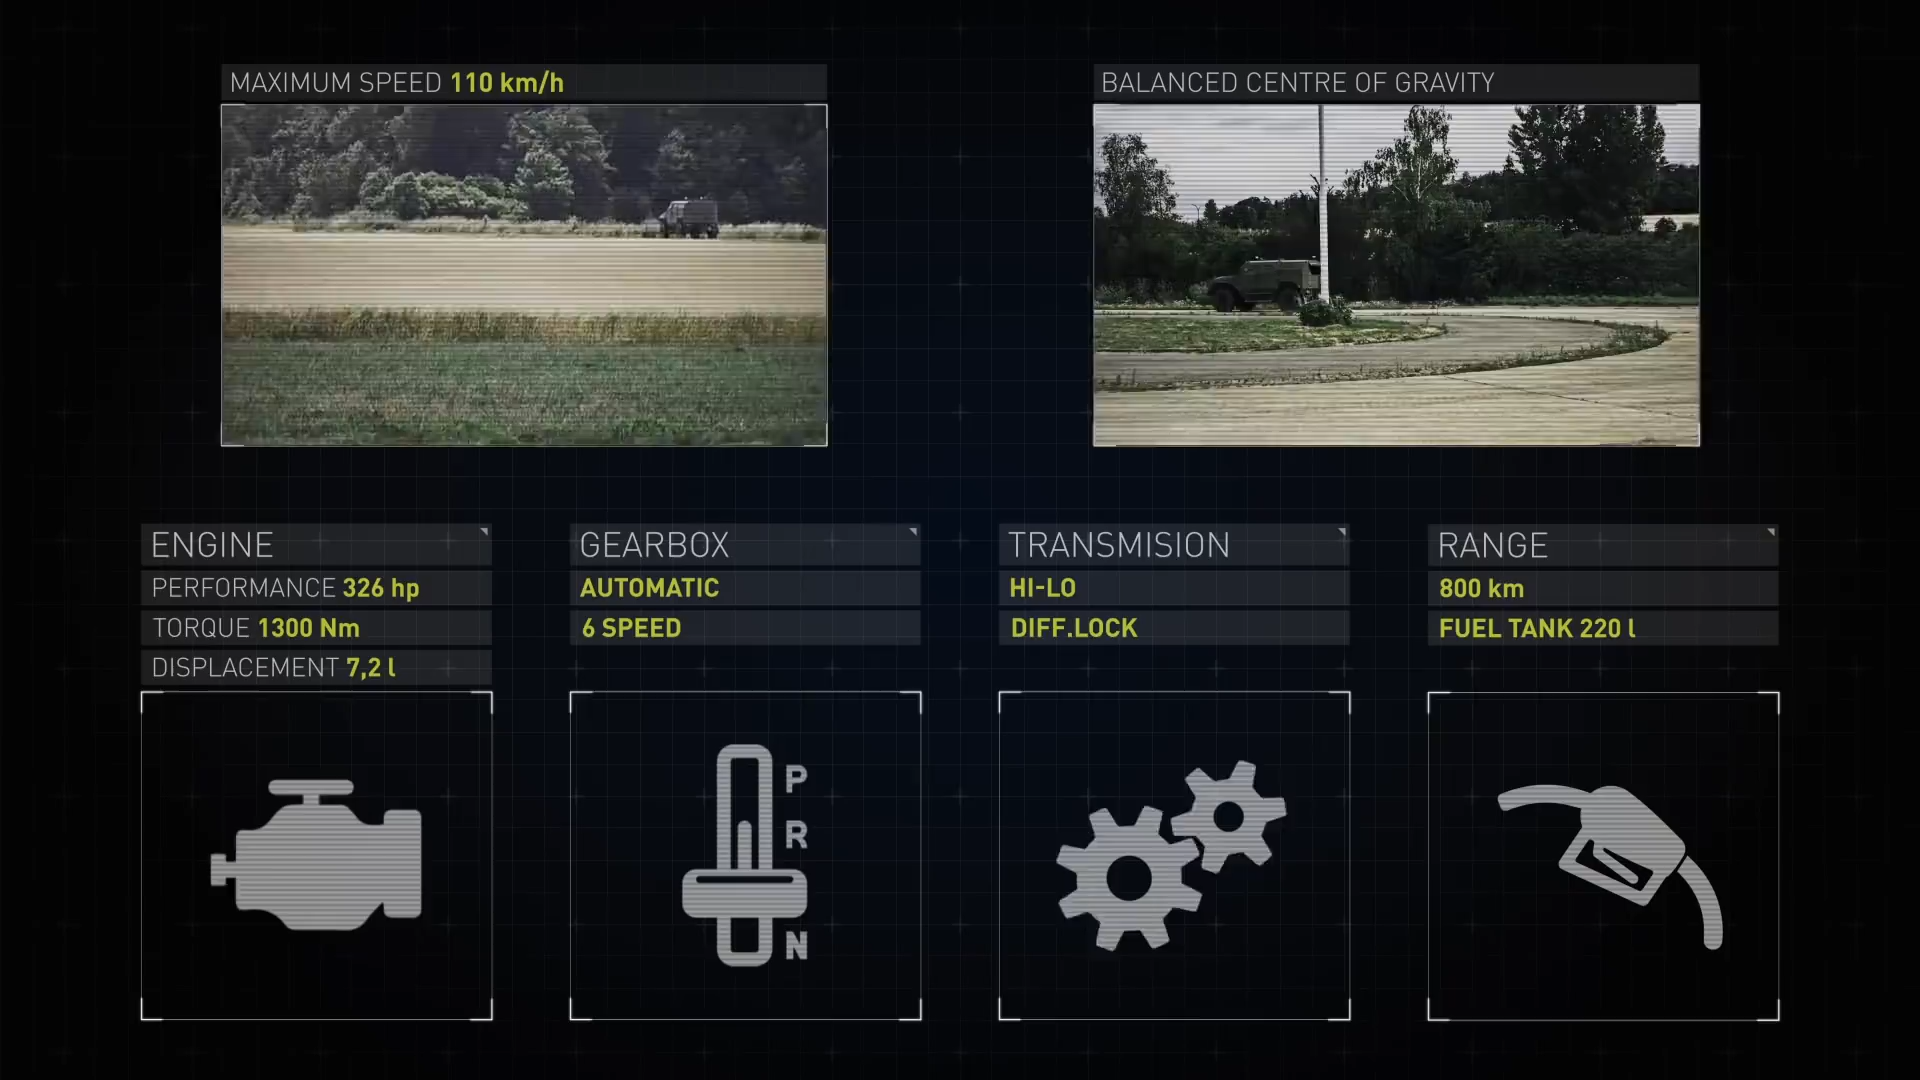 MAXIMUM SPEED 110 km/h
BALANCED CENTRE OF GRAVITY
ENGINE
PERFORMANCE 326 hp
TORQUE 1300 Nm
DISPLACEMENT 7,2 l
GEARBOX
AUTOMATIC
6 SPEED
P
R
N
TRANSMISION
HI-LO
DIFF.LOCK
RANGE
800 km
FUEL TANK 220 l